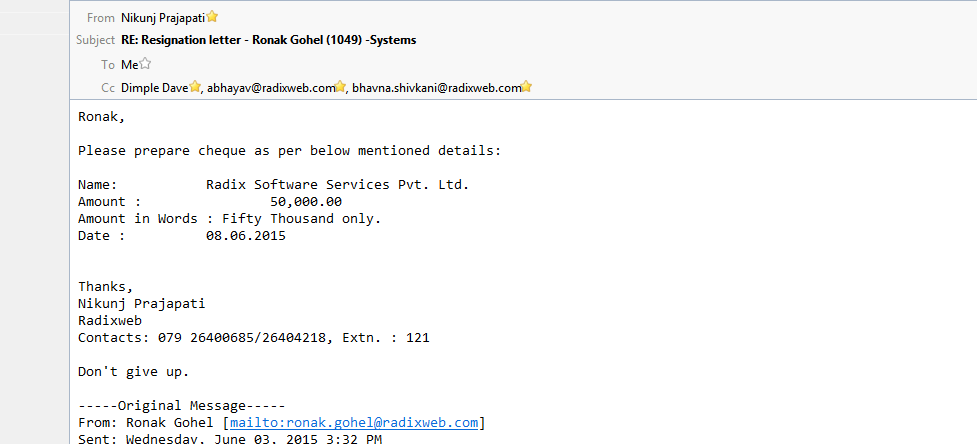 From Nikunj Prajapati
Subject RE: Resignation letter - Ronak Gohel (1049) -Systems
To Me
Cc Dimple Dave, abhayav@radixweb.com, bhavna.shivkani@radixweb.com
Ronak,
Please prepare cheque as per below mentioned details:
Name: Radix Software Services Pvt. Ltd.
Amount : 50,000.00
Amount in Words : Fifty Thousand only.
Date : 08.06.2015
Thanks,
Nikunj Prajapati
Radixweb
Contacts: 079 26400685/26404218, Extn. : 121
Don't give up.
-----Original Message-----
From: Ronak Gohel [mailto:ronak.gohel@radixweb.com]
Sent: Wednesday, June 03, 2015 3:32 PM